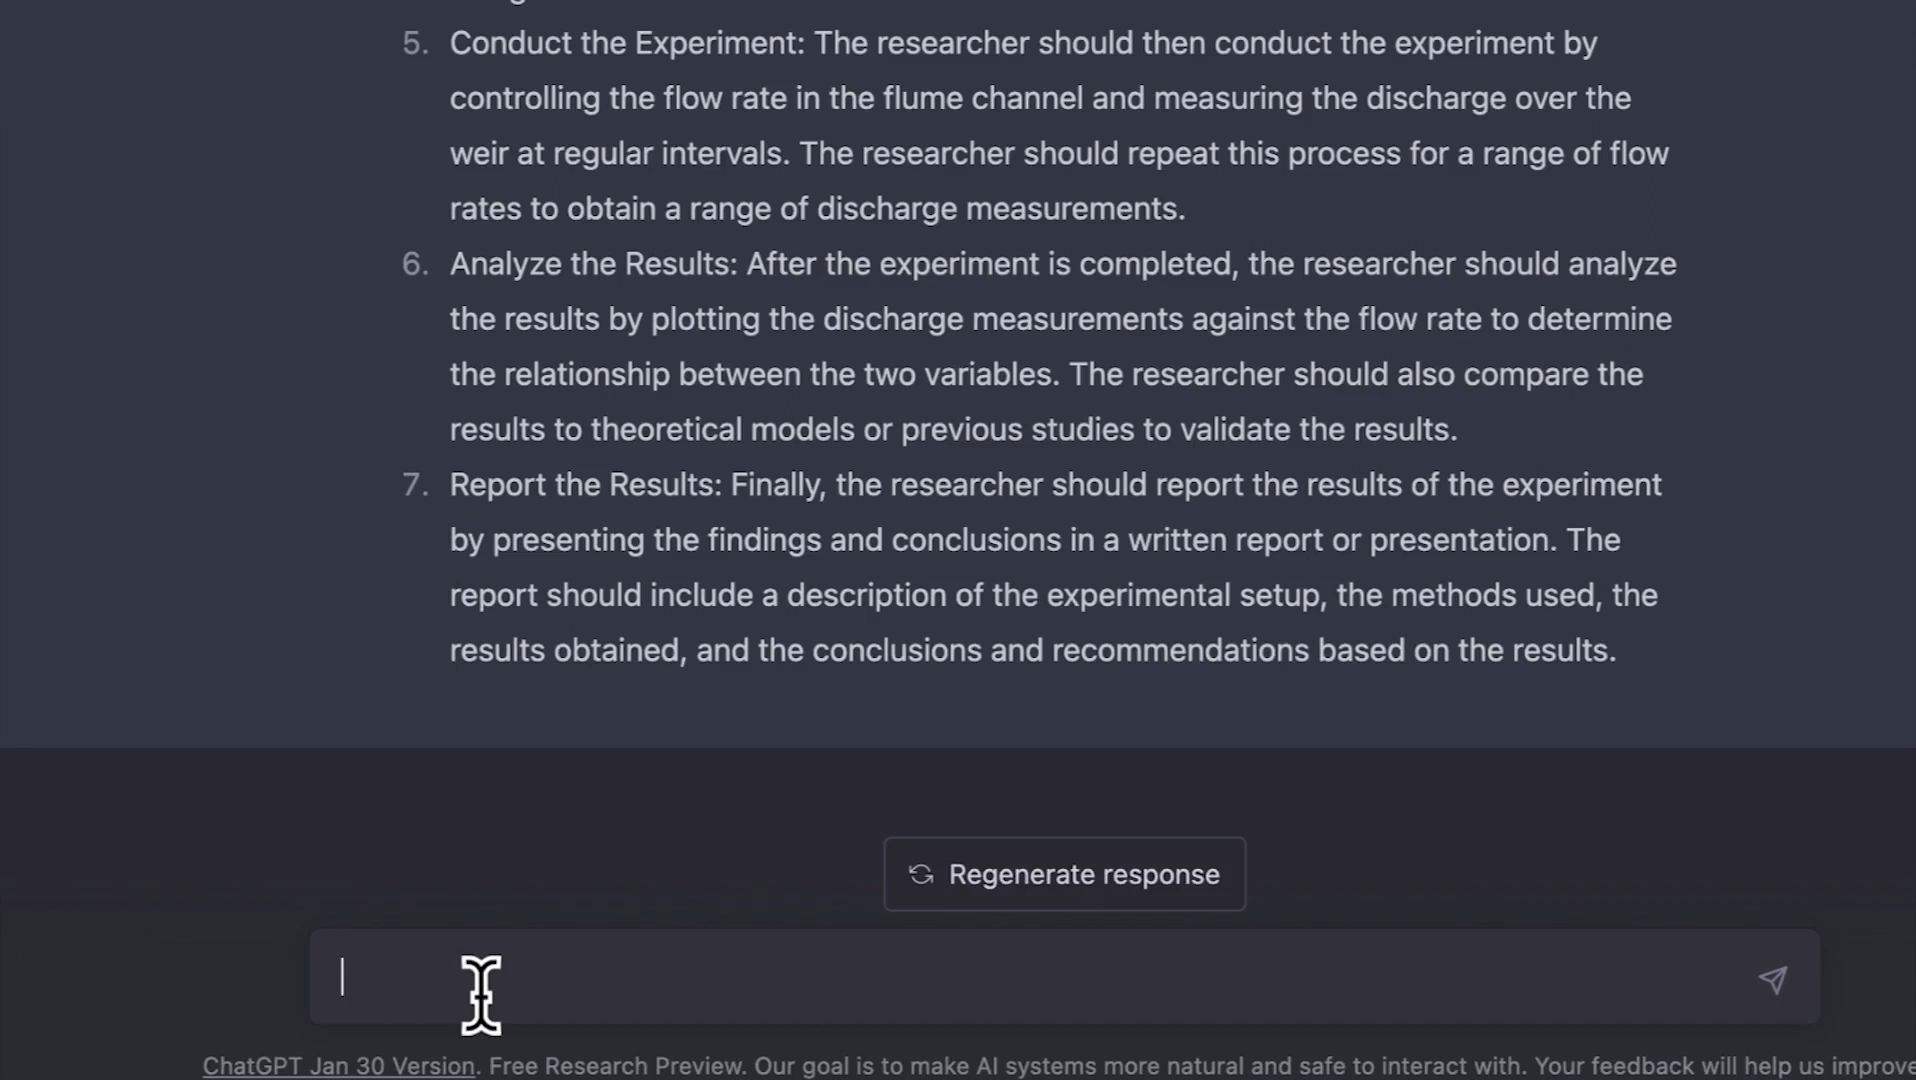 5. Conduct the Experiment: The researcher should then conduct the experiment by
controlling the flow rate in the flume channel and measuring the discharge over the
weir at regular intervals. The researcher should repeat this process for a range of flow
rates to obtain a range of discharge measurements.
6. Analyze the Results: After the experiment is completed, the researcher should analyze
the results by plotting the discharge measurements against the flow rate to determine
the relationship between the two variables. The researcher should also compare the
results to theoretical models or previous studies to validate the results.
7. Report the Results: Finally, the researcher should report the results of the experiment
by presenting the findings and conclusions in a written report or presentation. The
report should include a description of the experimental setup, the methods used, the
results obtained, and the conclusions and recommendations based on the results.
Regenerate response
ChatGPT Jan 30 Version. Free Research Preview. Our goal is to make AI systems more natural and safe to interact with. Your feedback will help us improve